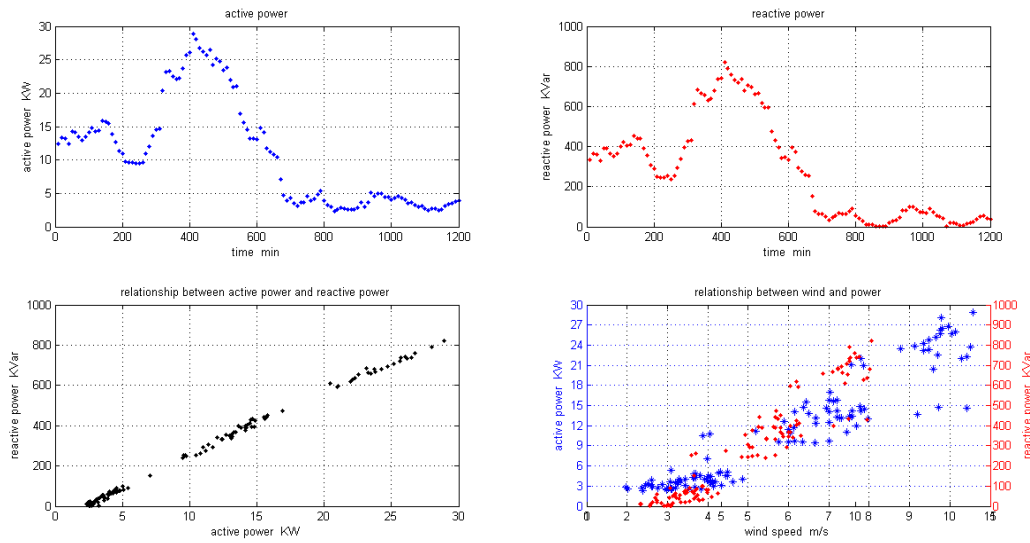 active power
30
25
20
15
10
5
0
active power KW
0 200 400 600 800 1000 1200
time min
reactive power
1000
800
600
400
200
0
reactive power KVar
0 200 400 600 800 1000 1200
time min
relationship between active power and reactive power
1000
800
600
400
200
0
reactive power KVar
0 5 10 15 20 25 30
active power KW
relationship between wind and power
30
27
24
21
18
15
12
9
6
3
0
active power KW
1000
900
800
700
600
500
400
300
200
100
0
reactive power KVar
2 3 4 5 5 6 7 10 8 9 10
wind speed m/s